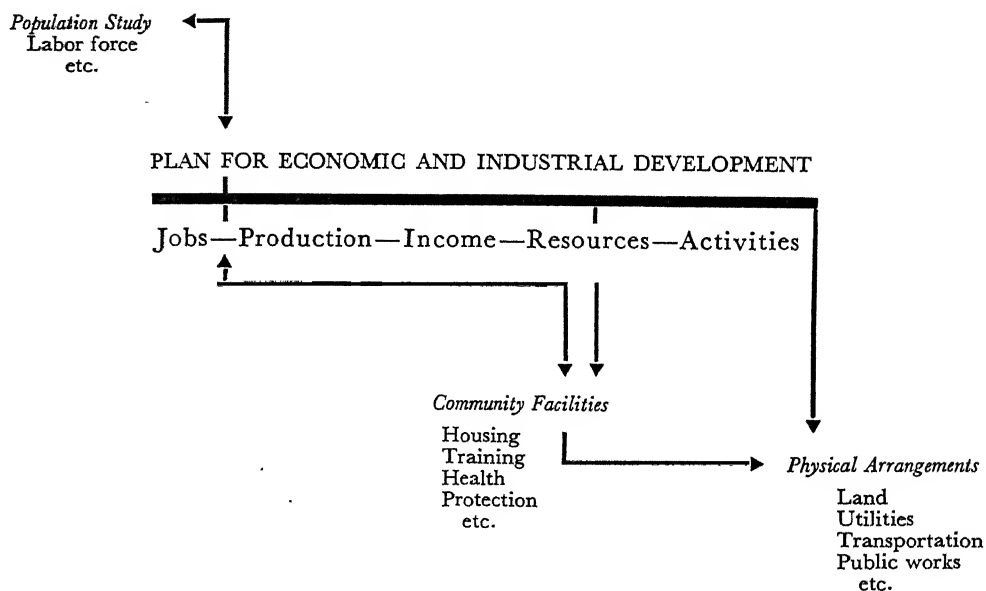 Population Study
Labor force
etc.
PLAN FOR ECONOMIC AND INDUSTRIAL DEVELOPMENT
Jobs—Production—Income—Resources—Activities
Community Facilities
Housing
Training
Health
Protection
etc.
Physical Arrangements
Land
Utilities
Transportation
Public works
etc.